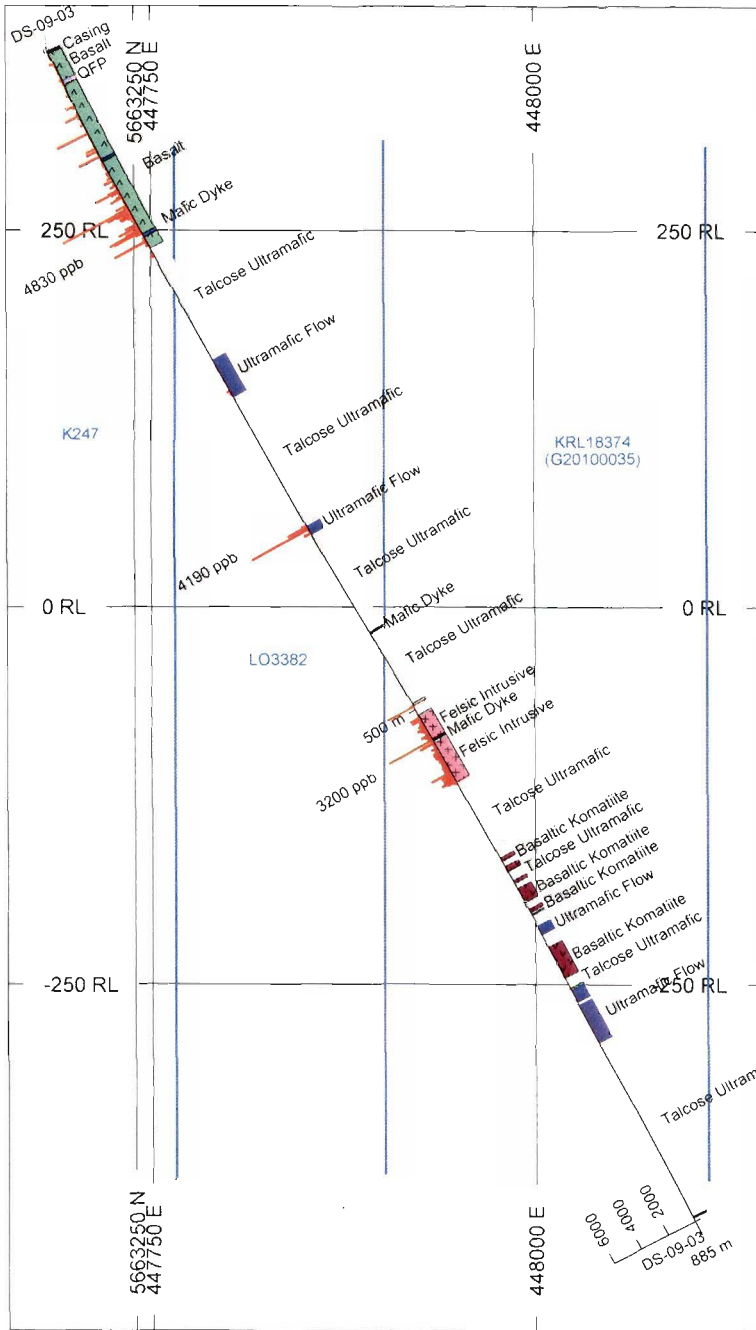 DS-09-03
Casing
Basalt
QFP
5663250 N
447750 E
448000 E
Basalt
Mafic Dyke
250 RL
250 RL
4830 ppb
Talcose Ultramafic
Ultramafic Flow
Talcose Ultramafic
K247
KRL18374
(G20100035)
Ultramafic Flow
4190 ppb
Talcose Ultramafic
0 RL
Mafic Dyke
0 RL
Talcose Ultramafic
LO3382
500 m
Felsic Intrusive
Mafic Dyke
Felsic Intrusive
3200 ppb
Talcose Ultramafic
Basaltic Komatiite
Talcose Ultramafic
Basaltic Komatiite
Basaltic Komatiite
Ultramafic Flow
Basaltic Komatiite
Talcose Ultramafic
-250 RL
-250 RL
Ultramafic Flow
Talcose Ultram
5663250 N
447750 E
448000 E
6000
4000
2000
DS-09-03
885 m